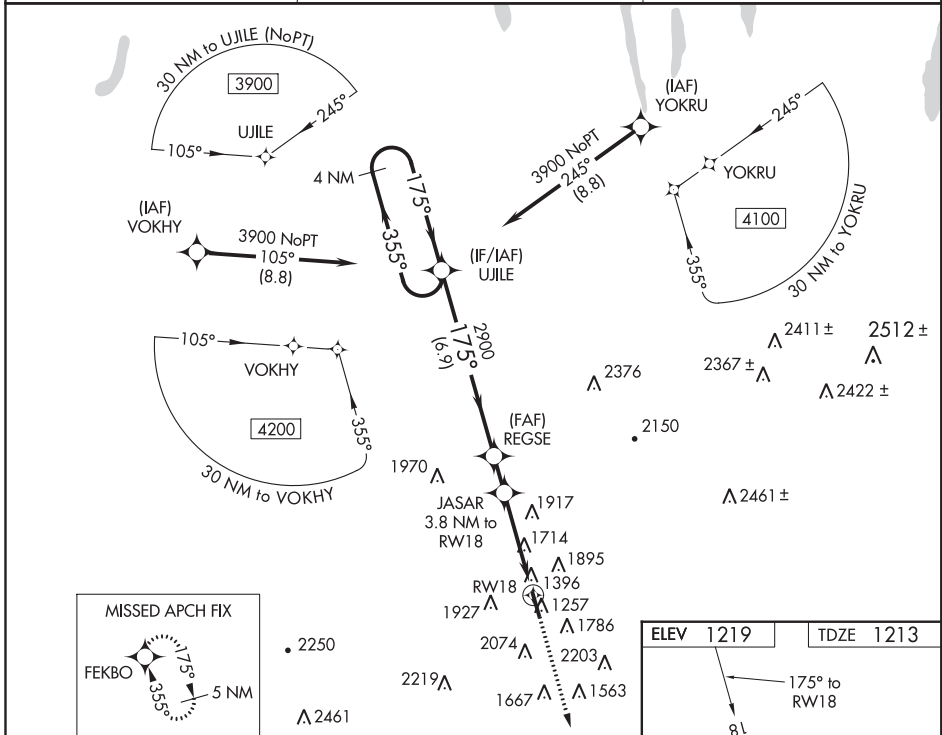 30 NM to UJILE (NoPT)
3900
245°
UJILE
105°
(IAF)
YOKRU
3900 NoPT
245°
(8.8)
245°
YOKRU
4100
355°
30 NM to YOKRU
4 NM
175°
355°
(IAF)
VOKHY
3900 NoPT
105°
(8.8)
(IF/IAF)
UJILE
2900
175°
(6.9)
105°
VOKHY
355°
4200
30 NM to VOKHY
2411 ±
2512 ±
2367 ±
2422 ±
2376
2150
2461 ±
(FAF)
REGSE
1970
JASAR
3.8 NM to
RW18
1917
1714
1895
RW18
1396
1927
1257
1786
2074
2203
2219
1667
1563
2250
2461
MISSED APCH FIX
FEKBO
175°
355°
5 NM
ELEV 1219
TDZE 1213
175° to
RW18
18